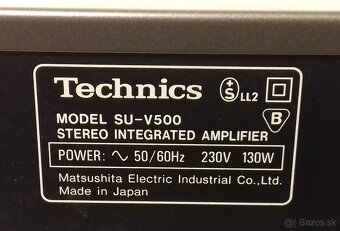 Technics
S LL2
B
MODEL SU-V500
STEREO INTEGRATED AMPLIFIER
POWER: ∿ 50/60Hz 230V 130W
Matsushita Electric Industrial Co.,Ltd.
Made in Japan
© Bazos.sk